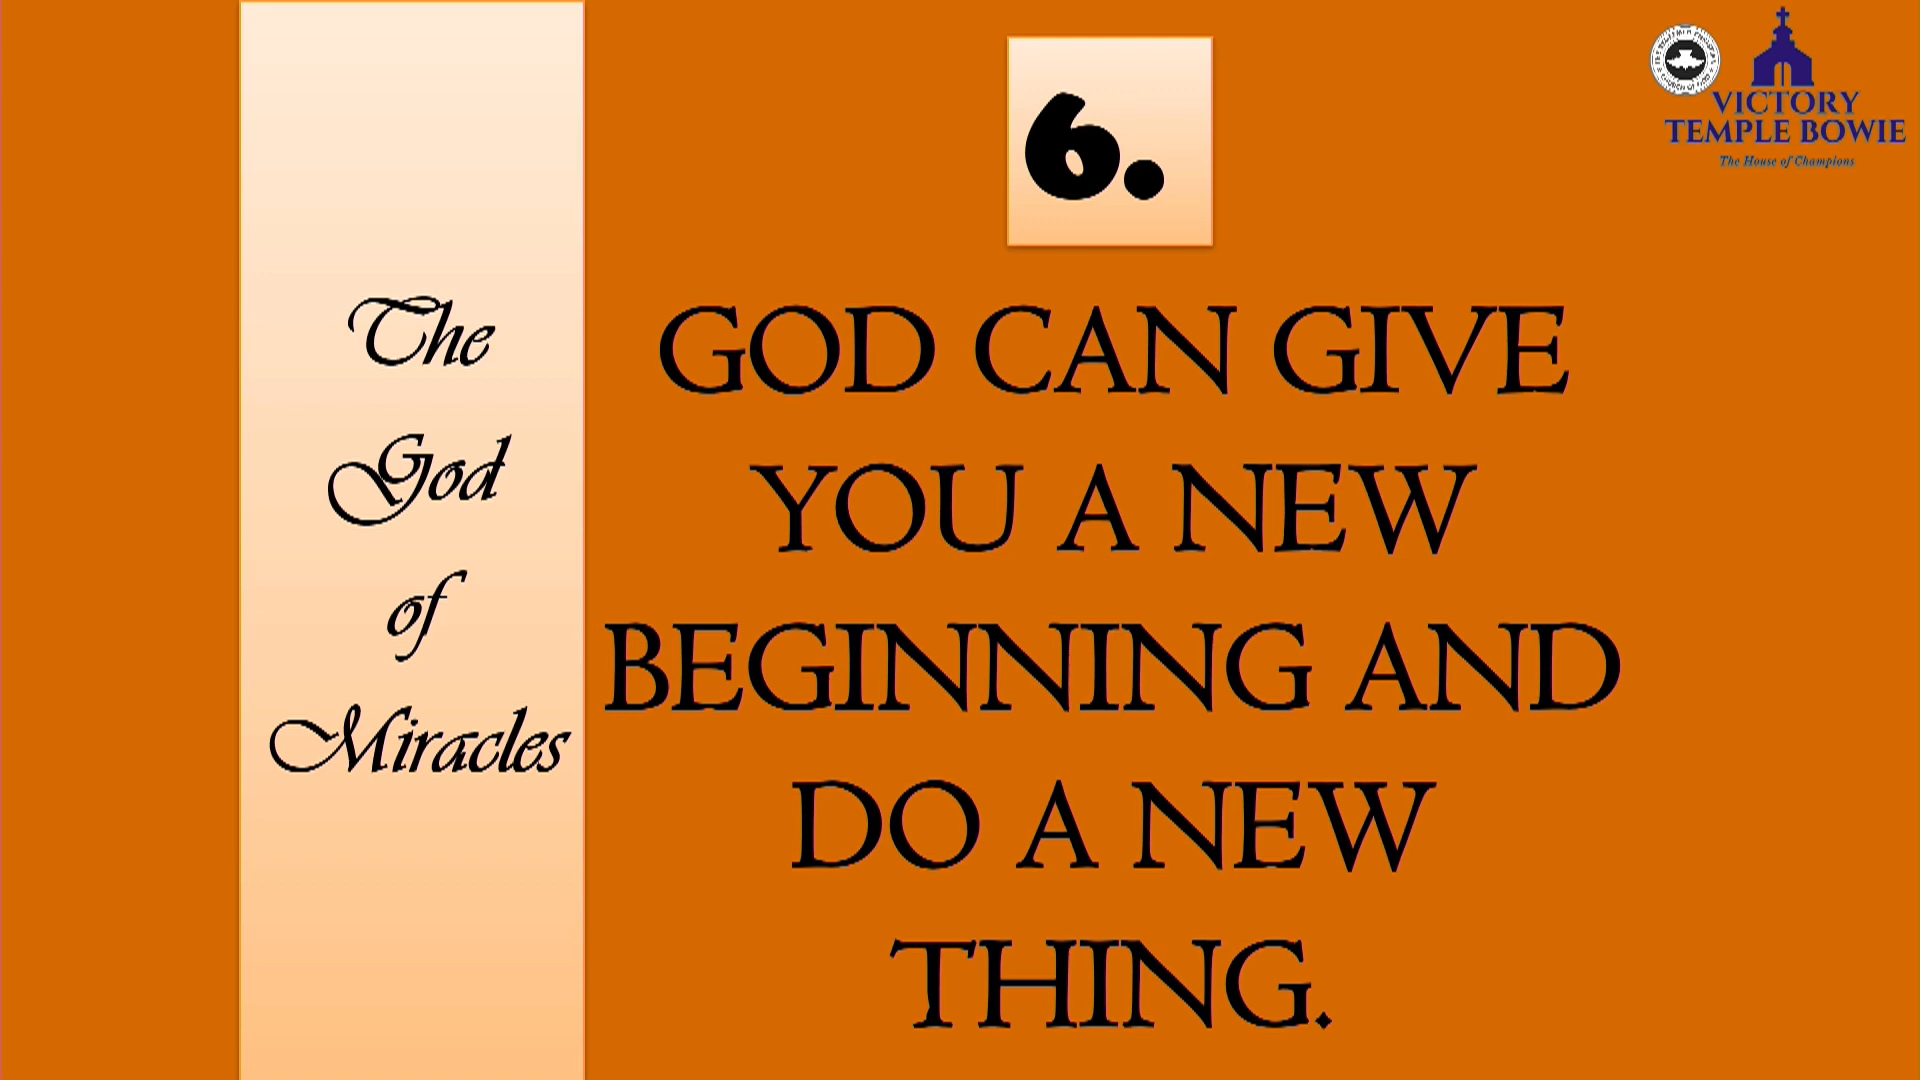 The
God
of
Miracles
6.
GOD CAN GIVE
YOU A NEW
BEGINNING AND
DO A NEW
THING.
VICTORY
TEMPLE BOWIE
The House of Champions